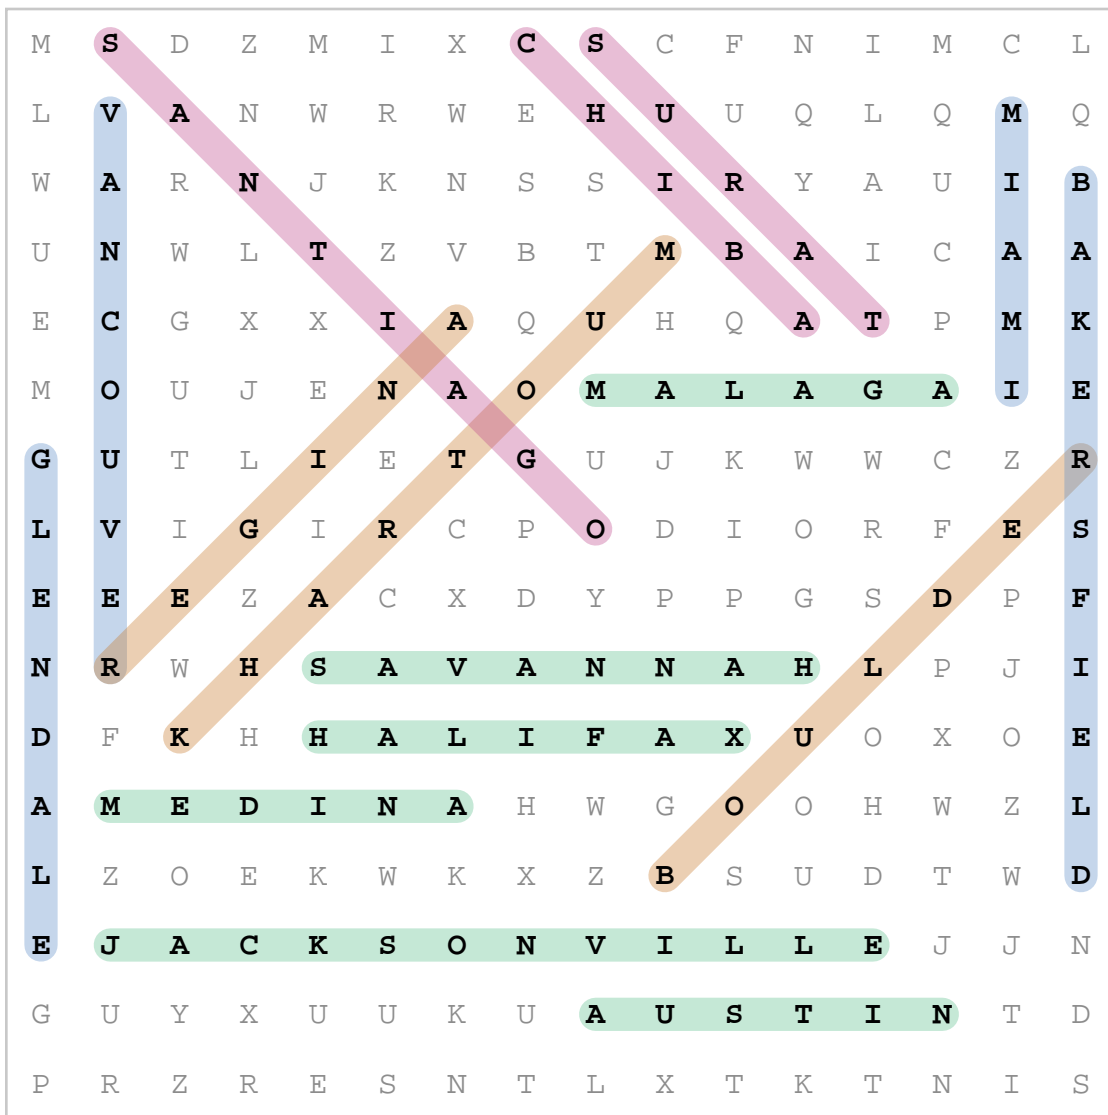 M S D Z M I X C S C F N I M C L
L V A N W R W E H U U Q L Q M Q
W A R N J K N S S I R Y A U I B
U N W L T Z V B T M B A I C A A
E C G X X I A Q U H Q A T P M K
M O U J E N A O M A L A G A I E
G U T L I E T G U J K W W C Z R
L V I G I R C P O D I O R F E S
E E E Z A C X D Y P P G S D P F
N R W H S A V A N N A H L P J I
D F K H H A L I F A X U O X O E
A M E D I N A H W G O O H W Z L
L Z O E K W K X Z B S U D T W D
E J A C K S O N V I L L E J J N
G U Y X U U K U A U S T I N T D
P R Z R E S N T L X T K T N I S